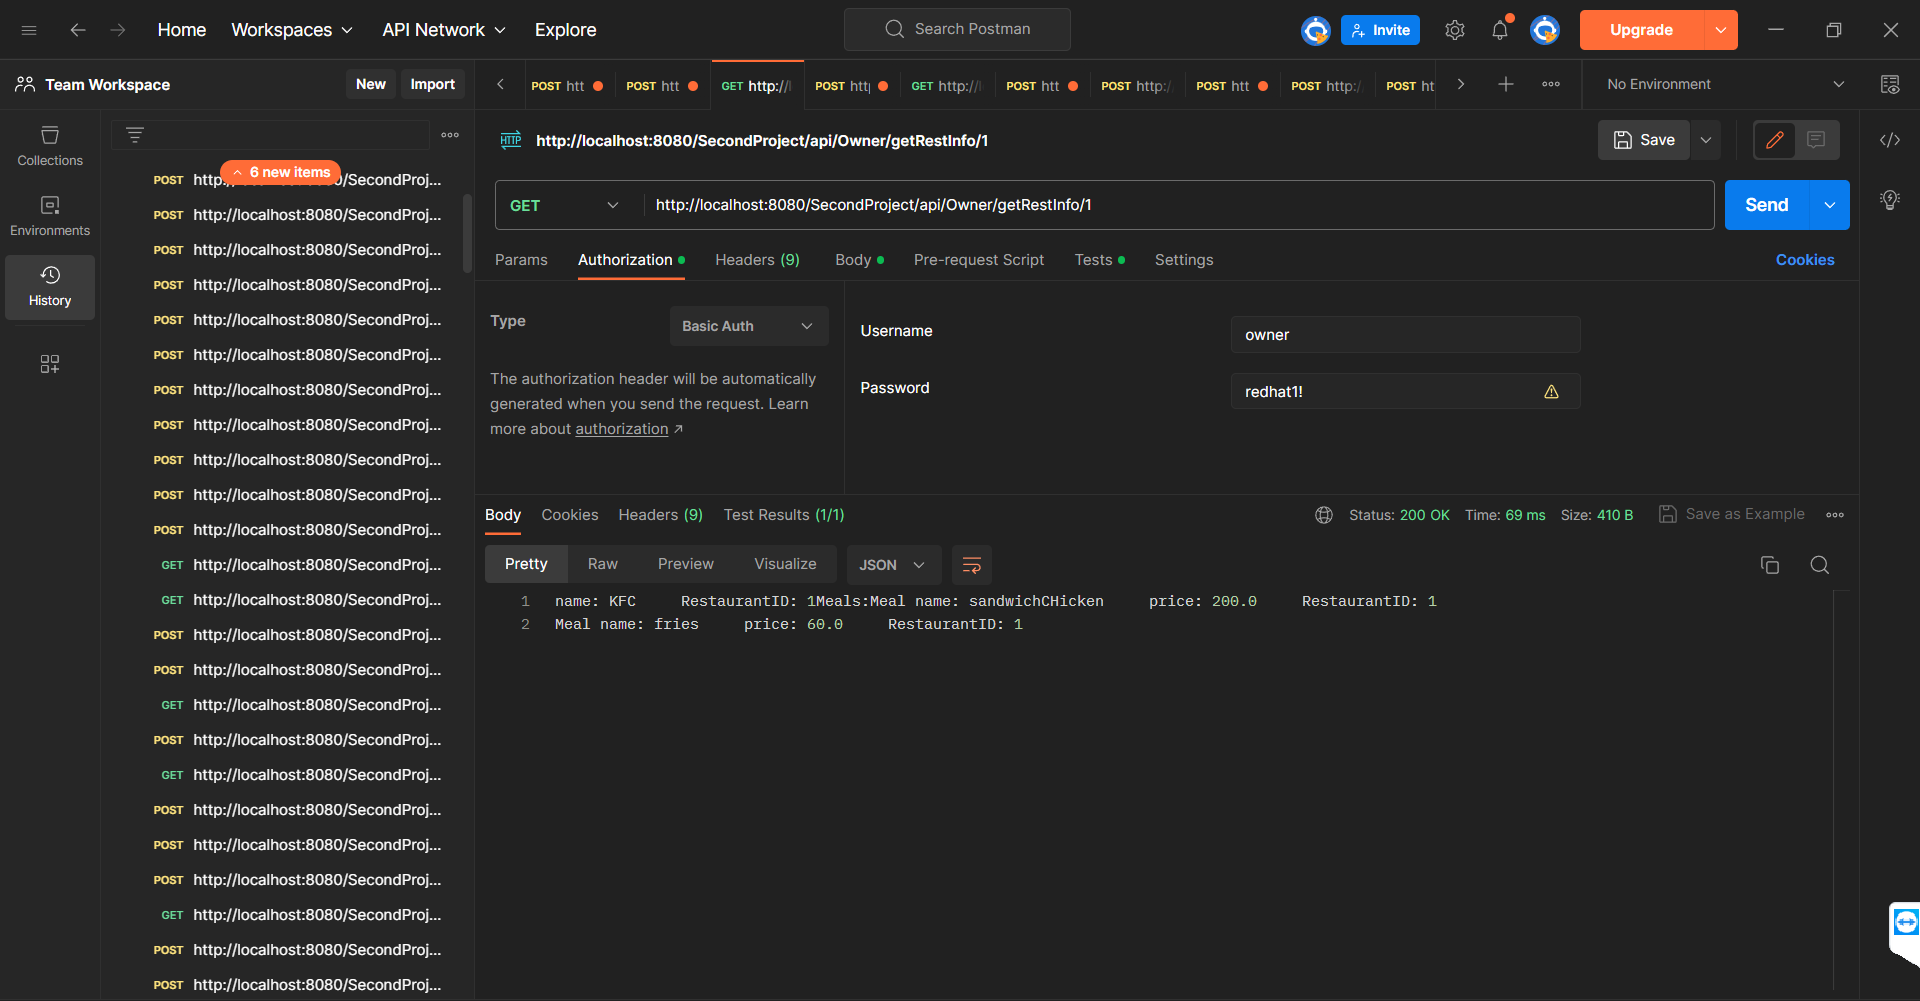 Home Workspaces API Network Explore Search Postman Invite Upgrade
Team Workspace New Import
POST htt POST htt GET http://l POST htt GET http://l POST htt POST http:/ POST htt POST http:/ POST ht No Environment
Collections
Environments
History
6 new items
POST http://localhost:8080/SecondProj...
POST http://localhost:8080/SecondProj...
POST http://localhost:8080/SecondProj...
POST http://localhost:8080/SecondProj...
POST http://localhost:8080/SecondProj...
POST http://localhost:8080/SecondProj...
POST http://localhost:8080/SecondProj...
POST http://localhost:8080/SecondProj...
POST http://localhost:8080/SecondProj...
POST http://localhost:8080/SecondProj...
POST http://localhost:8080/SecondProj...
GET http://localhost:8080/SecondProj...
GET http://localhost:8080/SecondProj...
POST http://localhost:8080/SecondProj...
POST http://localhost:8080/SecondProj...
GET http://localhost:8080/SecondProj...
POST http://localhost:8080/SecondProj...
GET http://localhost:8080/SecondProj...
POST http://localhost:8080/SecondProj...
POST http://localhost:8080/SecondProj...
POST http://localhost:8080/SecondProj...
GET http://localhost:8080/SecondProj...
POST http://localhost:8080/SecondProj...
POST http://localhost:8080/SecondProj...
HTTP http://localhost:8080/SecondProject/api/Owner/getRestInfo/1 Save
GET http://localhost:8080/SecondProject/api/Owner/getRestInfo/1 Send
Params Authorization Headers (9) Body Pre-request Script Tests Settings Cookies
Type Basic Auth
The authorization header will be automatically
generated when you send the request. Learn
more about authorization ↗
Username owner
Password redhat1!
Body Cookies Headers (9) Test Results (1/1) Status: 200 OK Time: 69 ms Size: 410 B Save as Example
Pretty Raw Preview Visualize JSON
1 name: KFC     RestaurantID: 1Meals:Meal name: sandwichCHicken     price: 200.0     RestaurantID: 1
2 Meal name: fries     price: 60.0     RestaurantID: 1